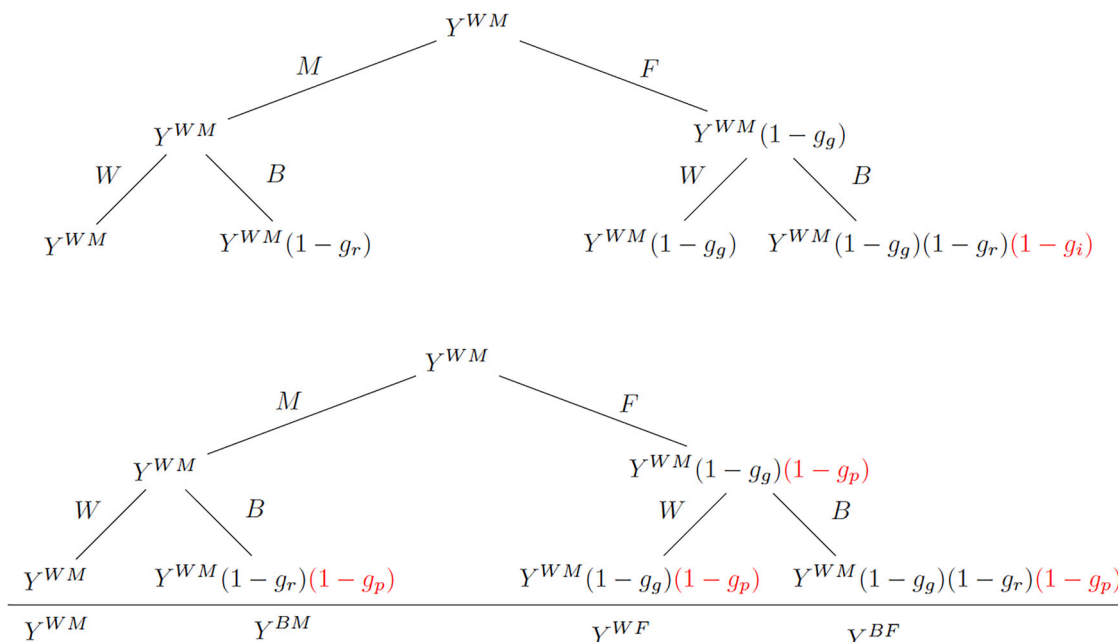 Y^{WM}
M F
Y^{WM} Y^{WM}(1 − g_g)
W B W B
Y^{WM} Y^{WM}(1 − g_r) Y^{WM}(1 − g_g) Y^{WM}(1 − g_g)(1 − g_r)(1 − g_i)
Y^{WM}
M F
Y^{WM} Y^{WM}(1 − g_g)(1 − g_p)
W B W B
Y^{WM} Y^{WM}(1 − g_r)(1 − g_p) Y^{WM}(1 − g_g)(1 − g_p) Y^{WM}(1 − g_g)(1 − g_r)(1 − g_p)
Y^{WM} Y^{BM} Y^{WF} Y^{BF}